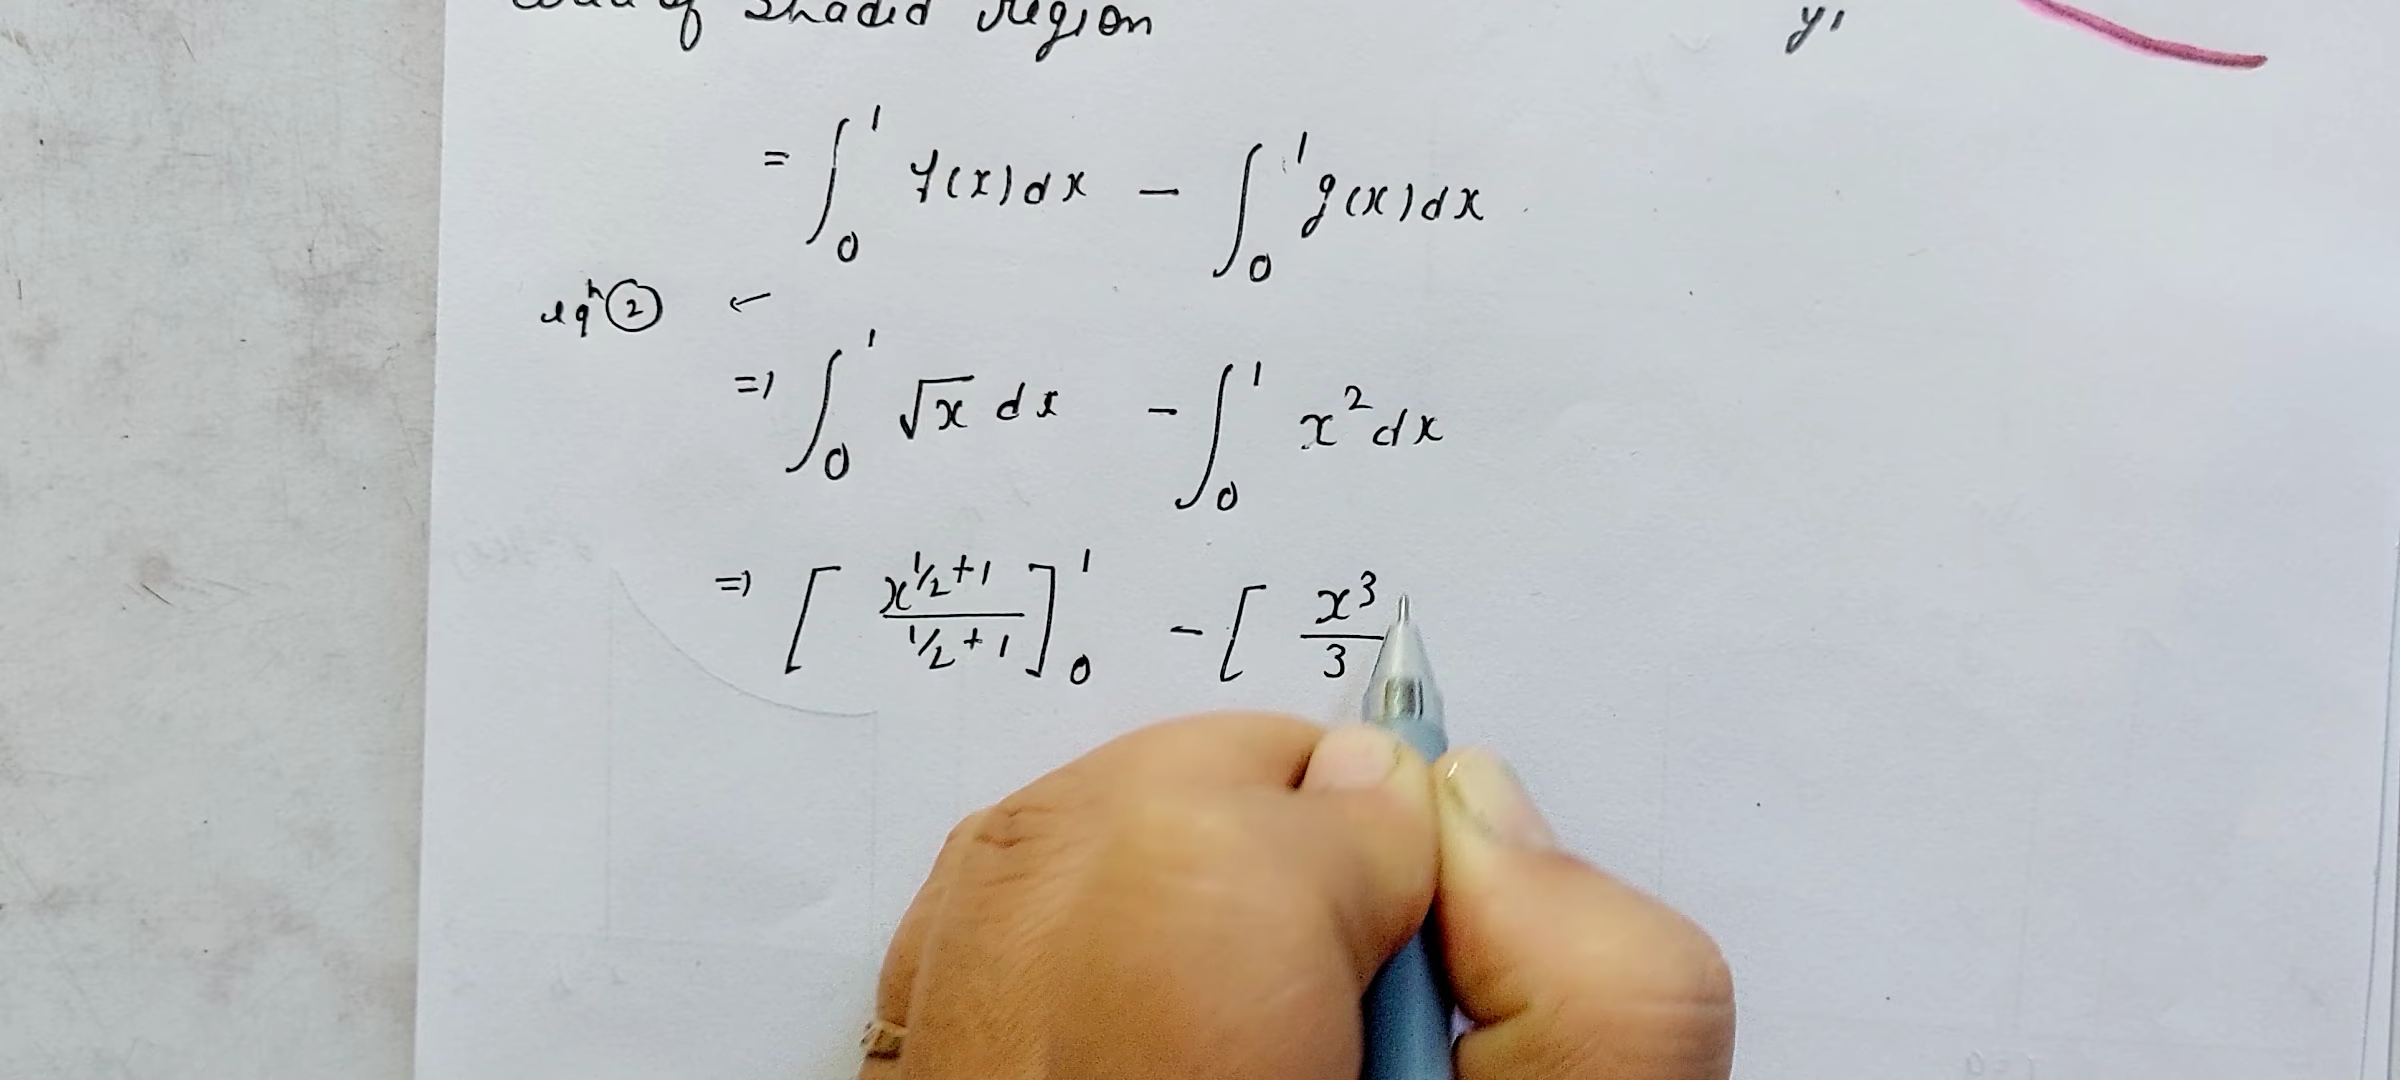 of Shaded region
y'
= ∫₀¹ f(x)dx − ∫₀¹ g(x)dx
eqⁿ ② ←
=> ∫₀¹ √x dx − ∫₀¹ x² dx
=> [ x^{1/2+1} / (1/2+1) ]₀¹ − [ x³/3